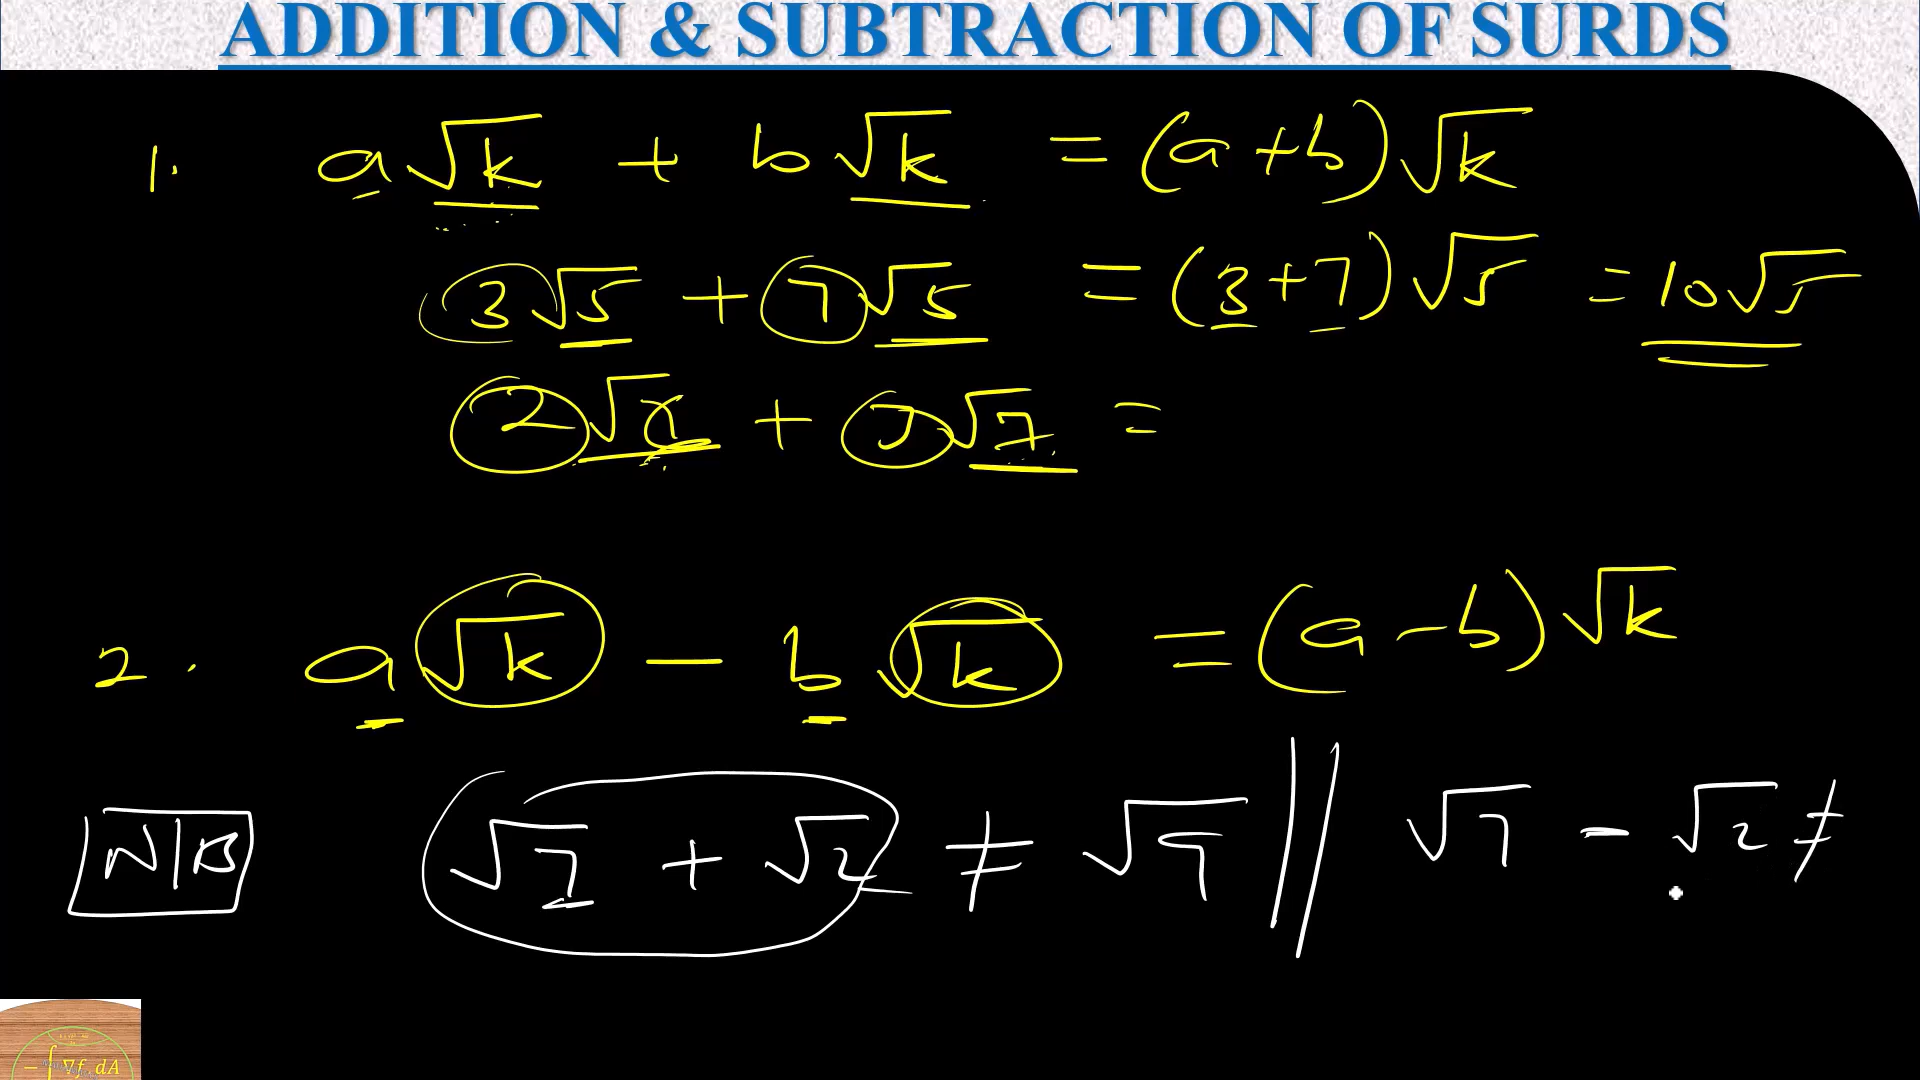 ADDITION & SUBTRACTION OF SURDS
1. a√k + b√k = (a+b)√k
3√5 + 7√5 = (3+7)√5 = 10√5
2√x + √7 =
2. a√k − b√k = (a−b)√k
N|B √7 + √2 ≠ √9 || √7 − √2 ≠
−∫∇f dA